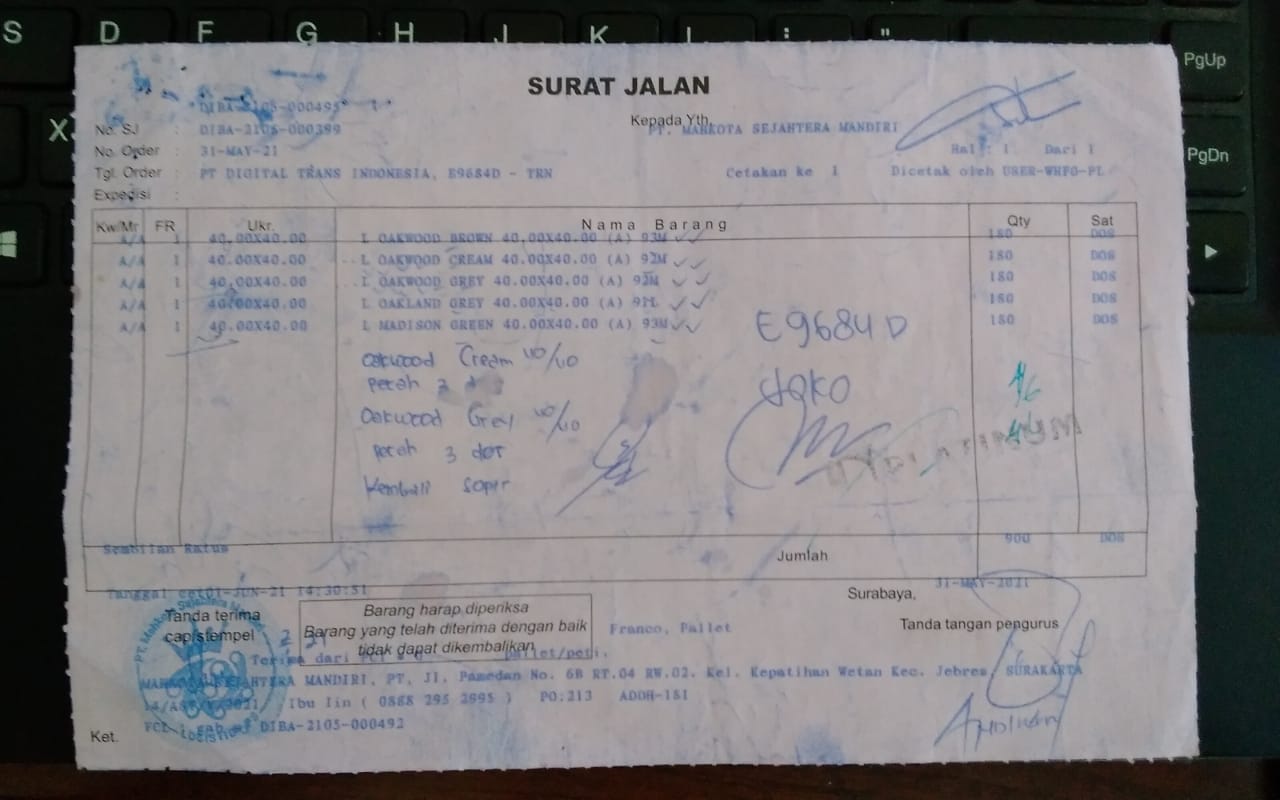 S D F G H J K L : "
PgUp
X
PgDn
SURAT JALAN
DIBA-2105-000495
Kepada Yth,
PT. MAHKOTA SEJAHTERA MANDIRI
No. SJ : DIBA-2105-000399
No. Order : 31-MAY-21
Hal : 1 Dari 1
Tgl. Order : PT DIGITAL TRANS INDONESIA, E9684D - TRN
Cetakan ke 1 Dicetak oleh USER-WHFG-PL
Expedisi :
Kw/Mr FR Ukr. Nama Barang Qty Sat
A/A 1 40.00X40.00 L OAKWOOD BROWN 40.00X40.00 (A) 93M 180 DOS
A/A 1 40.00X40.00 L OAKWOOD CREAM 40.00X40.00 (A) 92M 180 DOS
A/A 1 40.00X40.00 L OAKWOOD GREY 40.00X40.00 (A) 92M 180 DOS
A/A 1 40.00X40.00 L OAKLAND GREY 40.00X40.00 (A) 91L 180 DOS
A/A 1 40.00X40.00 L MADISON GREEN 40.00X40.00 (A) 93M 180 DOS
E9684D
Oakwood Cream 40/40
Pecah 3
JOKO
Oakwood Grey 40/40
pecah 3 dos
Kembali Sopir
Sembilan Ratus
Jumlah
900 DOS
01-JUN-21 14:30:51
Surabaya, 31-MAY-2021
Tanda terima
cap/stempel
Barang harap diperiksa
Barang yang telah diterima dengan baik
tidak dapat dikembalikan
Franco, Pallet
Tanda tangan pengurus
Terima dari pallet/peti.
MAHKOTA SEJAHTERA MANDIRI, PT, Jl. Pamedan No. 6B RT.04 RW.02. Kel. Kepatihan Wetan Kec. Jebres, SURAKARTA
Ibu Iin ( 0888 295 2995 ) PO:213 ADDH-181
DIBA-2105-000492
Ket.